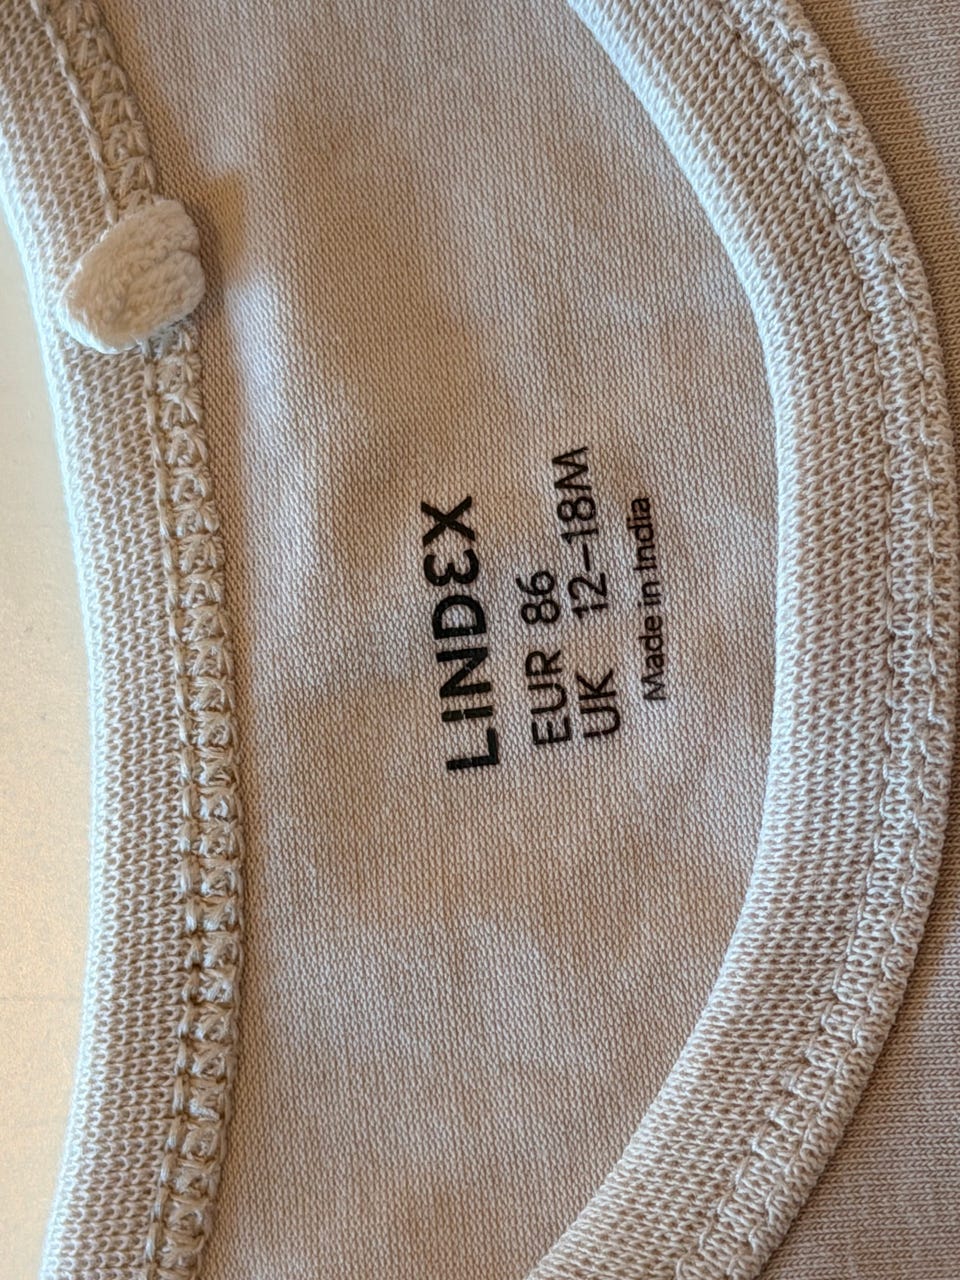 LINDEX
EUR 86
UK 12–18M
Made in India